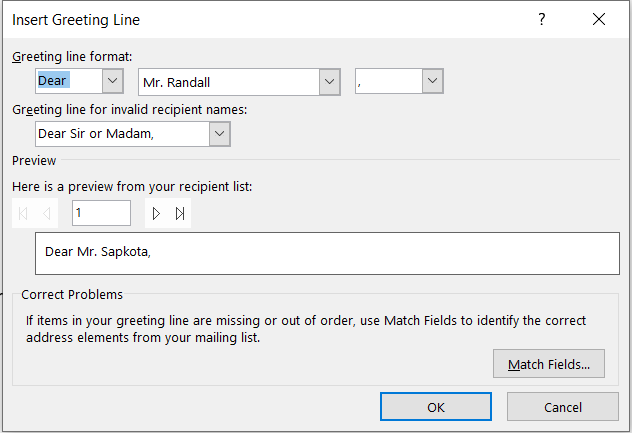 Insert Greeting Line ?
Greeting line format:
Dear Mr. Randall ,
Greeting line for invalid recipient names:
Dear Sir or Madam,
Preview
Here is a preview from your recipient list:
1
Dear Mr. Sapkota,
Correct Problems
If items in your greeting line are missing or out of order, use Match Fields to identify the correct
address elements from your mailing list.
Match Fields...
OK Cancel